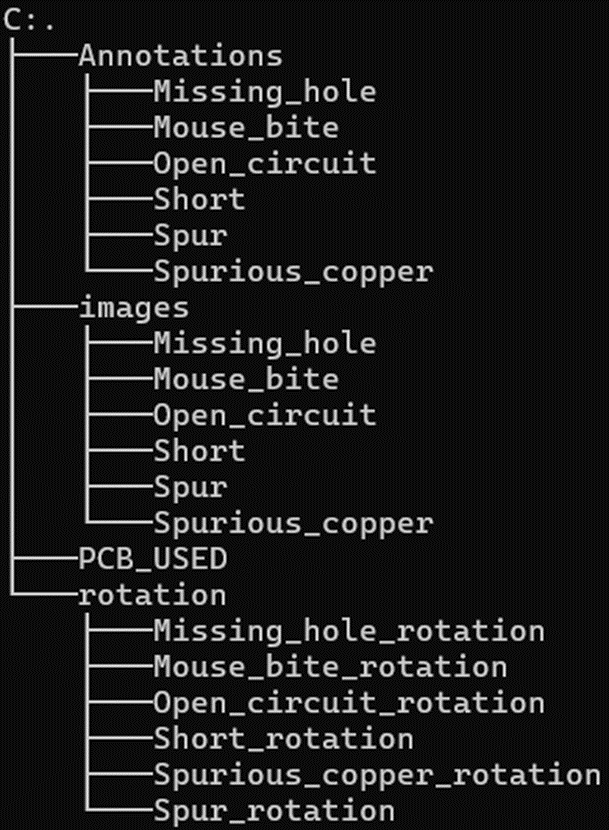 C:.
├───Annotations
│   ├───Missing_hole
│   ├───Mouse_bite
│   ├───Open_circuit
│   ├───Short
│   ├───Spur
│   └───Spurious_copper
├───images
│   ├───Missing_hole
│   ├───Mouse_bite
│   ├───Open_circuit
│   ├───Short
│   ├───Spur
│   └───Spurious_copper
├───PCB_USED
└───rotation
    ├───Missing_hole_rotation
    ├───Mouse_bite_rotation
    ├───Open_circuit_rotation
    ├───Short_rotation
    ├───Spurious_copper_rotation
    └───Spur_rotation